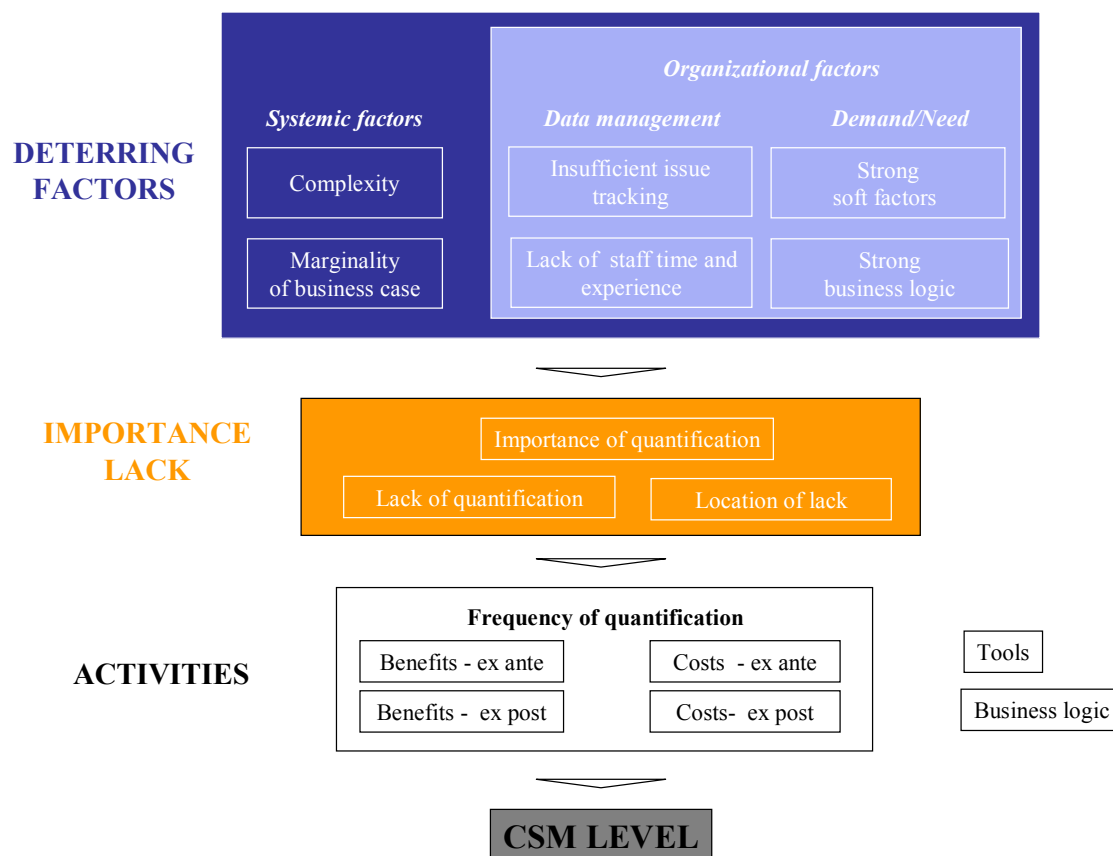 Organizational factors
Systemic factors
Data management
Demand/Need
DETERRING
FACTORS
Complexity
Insufficient issue
tracking
Strong
soft factors
Marginality
of business case
Lack of staff time and
experience
Strong
business logic
IMPORTANCE
LACK
Importance of quantification
Lack of quantification
Location of lack
ACTIVITIES
Frequency of quantification
Benefits - ex ante
Costs - ex ante
Benefits - ex post
Costs- ex post
Tools
Business logic
CSM LEVEL